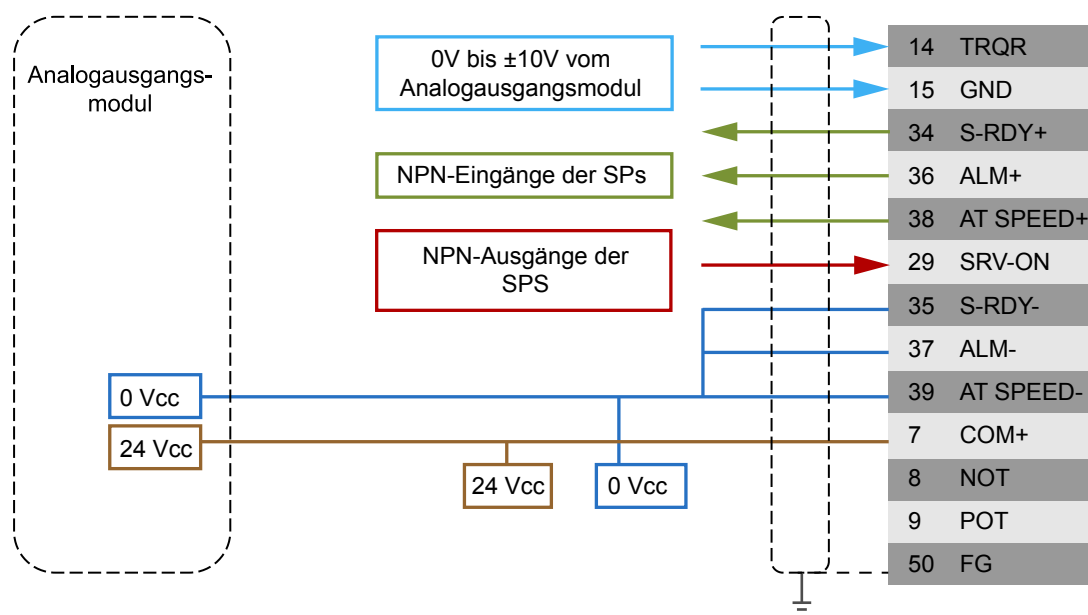 Analogausgangs-
modul
0V bis ±10V vom
Analogausgangsmodul
NPN-Eingänge der SPs
NPN-Ausgänge der
SPS
0 Vcc
24 Vcc
24 Vcc
0 Vcc
14 TRQR
15 GND
34 S-RDY+
36 ALM+
38 AT SPEED+
29 SRV-ON
35 S-RDY-
37 ALM-
39 AT SPEED-
7 COM+
8 NOT
9 POT
50 FG